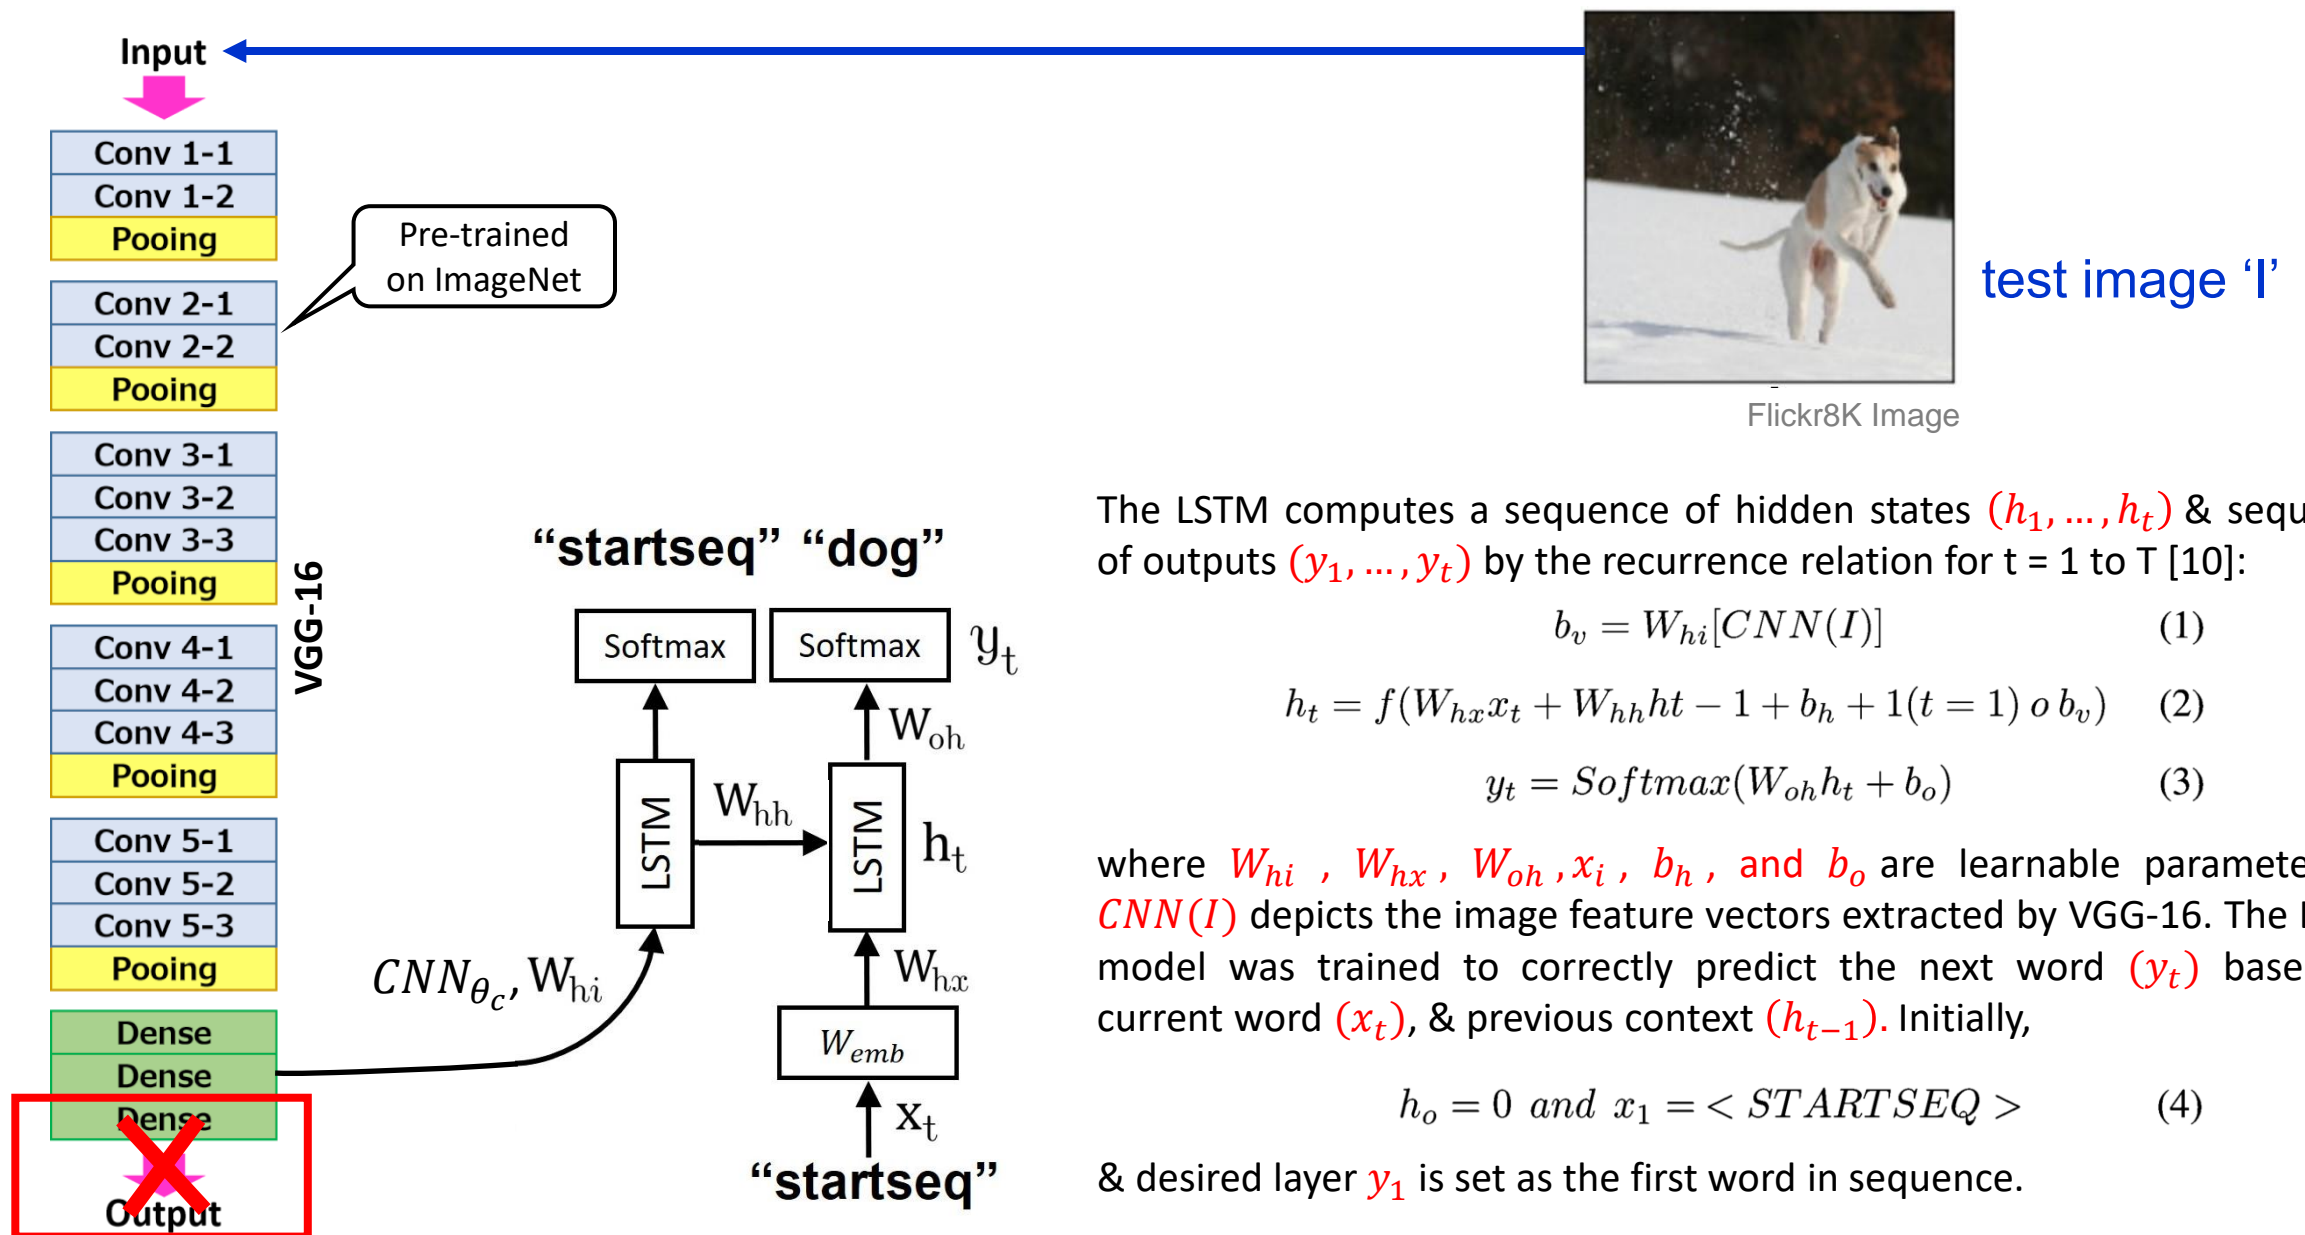 Input
Conv 1-1
Conv 1-2
Pooing
Conv 2-1
Conv 2-2
Pooing
Conv 3-1
Conv 3-2
Conv 3-3
Pooing
Conv 4-1
Conv 4-2
Conv 4-3
Pooing
Conv 5-1
Conv 5-2
Conv 5-3
Pooing
Dense
Dense
Dense
Output
VGG-16
Pre-trained
on ImageNet
test image ‘I’
Flickr8K Image
“startseq” “dog”
Softmax Softmax y_t
W_oh
LSTM W_hh LSTM h_t
CNN_θc, W_hi
W_hx
W_emb
x_t
“startseq”
The LSTM computes a sequence of hidden states (h_1, …, h_t) & sequ
of outputs (y_1, …, y_t) by the recurrence relation for t = 1 to T [10]:
b_v = W_hi[CNN(I)] (1)
h_t = f(W_hx x_t + W_hh ht − 1 + b_h + 1(t = 1) o b_v) (2)
y_t = Softmax(W_oh h_t + b_o) (3)
where W_hi , W_hx , W_oh , x_i , b_h , and b_o are learnable paramete
CNN(I) depicts the image feature vectors extracted by VGG-16. The
model was trained to correctly predict the next word (y_t) base
current word (x_t), & previous context (h_t−1). Initially,
h_o = 0 and x_1 = < STARTSEQ > (4)
& desired layer y_1 is set as the first word in sequence.